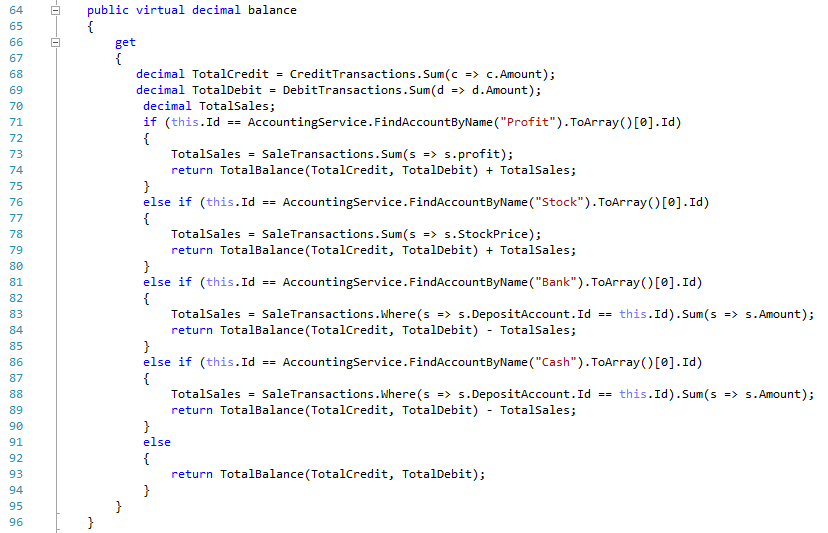 64 public virtual decimal balance
65 {
66 get
67 {
68 decimal TotalCredit = CreditTransactions.Sum(c => c.Amount);
69 decimal TotalDebit = DebitTransactions.Sum(d => d.Amount);
70 decimal TotalSales;
71 if (this.Id == AccountingService.FindAccountByName("Profit").ToArray()[0].Id)
72 {
73 TotalSales = SaleTransactions.Sum(s => s.profit);
74 return TotalBalance(TotalCredit, TotalDebit) + TotalSales;
75 }
76 else if (this.Id == AccountingService.FindAccountByName("Stock").ToArray()[0].Id)
77 {
78 TotalSales = SaleTransactions.Sum(s => s.StockPrice);
79 return TotalBalance(TotalCredit, TotalDebit) + TotalSales;
80 }
81 else if (this.Id == AccountingService.FindAccountByName("Bank").ToArray()[0].Id)
82 {
83 TotalSales = SaleTransactions.Where(s => s.DepositAccount.Id == this.Id).Sum(s => s.Amount);
84 return TotalBalance(TotalCredit, TotalDebit) - TotalSales;
85 }
86 else if (this.Id == AccountingService.FindAccountByName("Cash").ToArray()[0].Id)
87 {
88 TotalSales = SaleTransactions.Where(s => s.DepositAccount.Id == this.Id).Sum(s => s.Amount);
89 return TotalBalance(TotalCredit, TotalDebit) - TotalSales;
90 }
91 else
92 {
93 return TotalBalance(TotalCredit, TotalDebit);
94 }
95 }
96 }